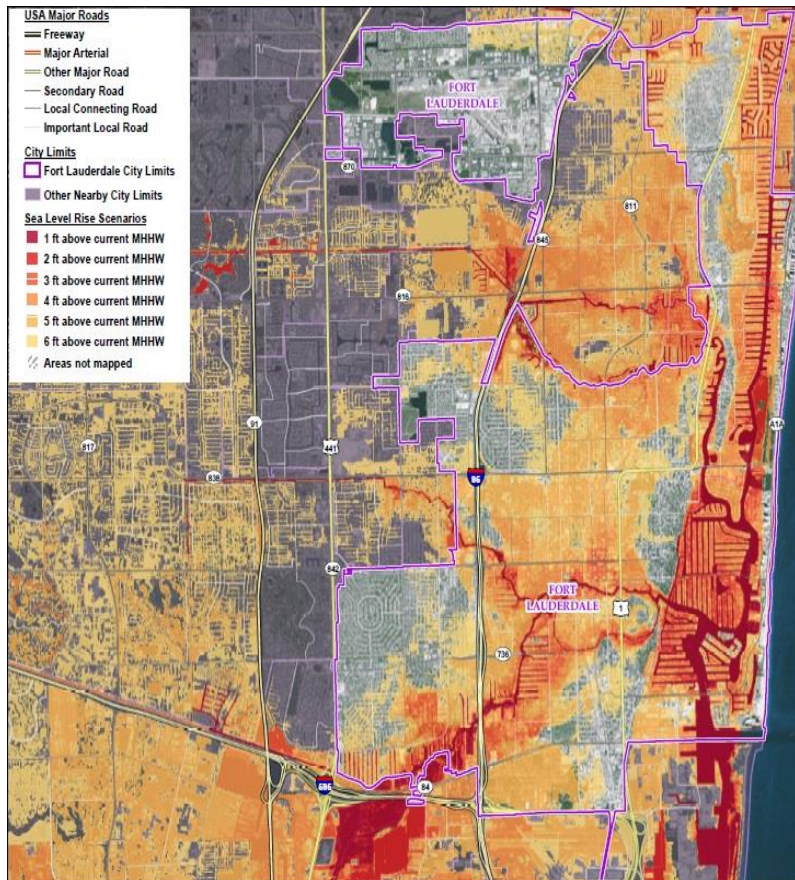 USA Major Roads
Freeway
Major Arterial
Other Major Road
Secondary Road
Local Connecting Road
Important Local Road
City Limits
Fort Lauderdale City Limits
Other Nearby City Limits
Sea Level Rise Scenarios
1 ft above current MHHW
2 ft above current MHHW
3 ft above current MHHW
4 ft above current MHHW
5 ft above current MHHW
6 ft above current MHHW
Areas not mapped
FORT
LAUDERDALE
870
811
845
816
91
441
A1A
817
838
95
842
FORT
LAUDERDALE
1
736
595
84